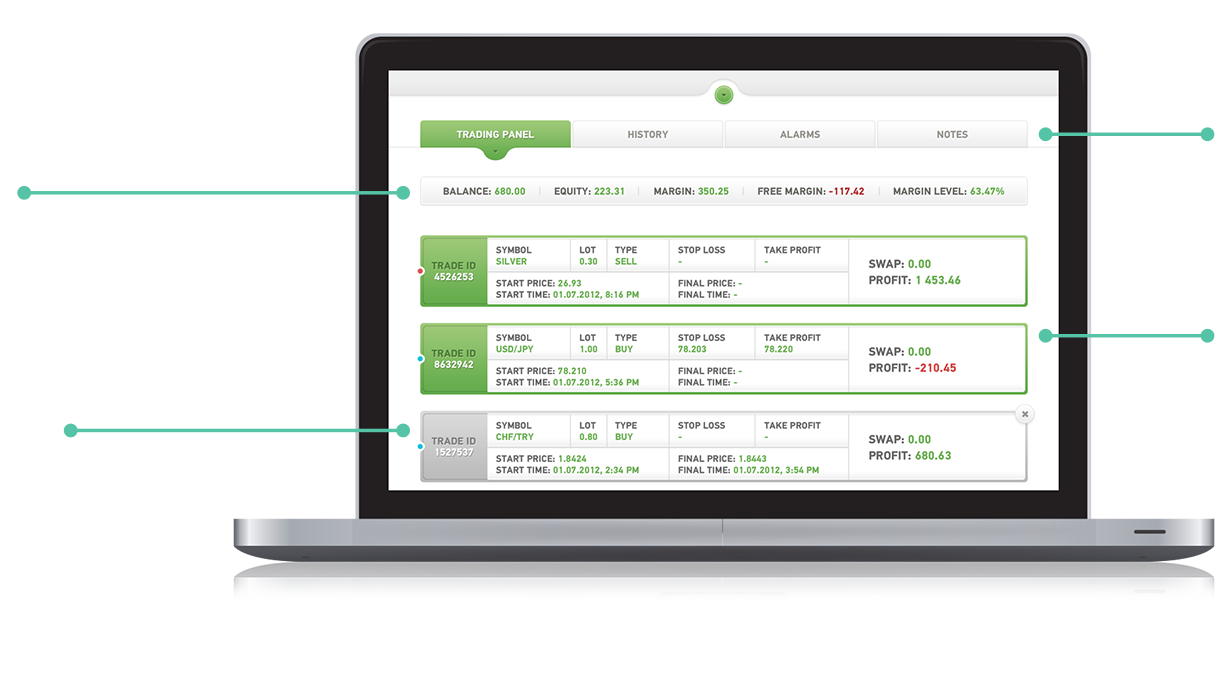 TRADING PANEL HISTORY ALARMS NOTES
BALANCE: 680.00 EQUITY: 223.31 MARGIN: 350.25 FREE MARGIN: -117.42 MARGIN LEVEL: 63.47%
TRADE ID
4526253
SYMBOL LOT TYPE STOP LOSS TAKE PROFIT
SILVER 0.30 SELL - -
START PRICE: 26.93 FINAL PRICE: -
START TIME: 01.07.2012, 8:16 PM FINAL TIME: -
SWAP: 0.00
PROFIT: 1 453.46
TRADE ID
8632942
SYMBOL LOT TYPE STOP LOSS TAKE PROFIT
USD/JPY 1.00 BUY 78.203 78.220
START PRICE: 78.210 FINAL PRICE: -
START TIME: 01.07.2012, 5:36 PM FINAL TIME: -
SWAP: 0.00
PROFIT: -210.45
TRADE ID
1527537
SYMBOL LOT TYPE STOP LOSS TAKE PROFIT
CHF/TRY 0.80 BUY - -
START PRICE: 1.8424 FINAL PRICE: 1.8443
START TIME: 01.07.2012, 2:34 PM FINAL TIME: 01.07.2012, 3:54 PM
SWAP: 0.00
PROFIT: 680.63